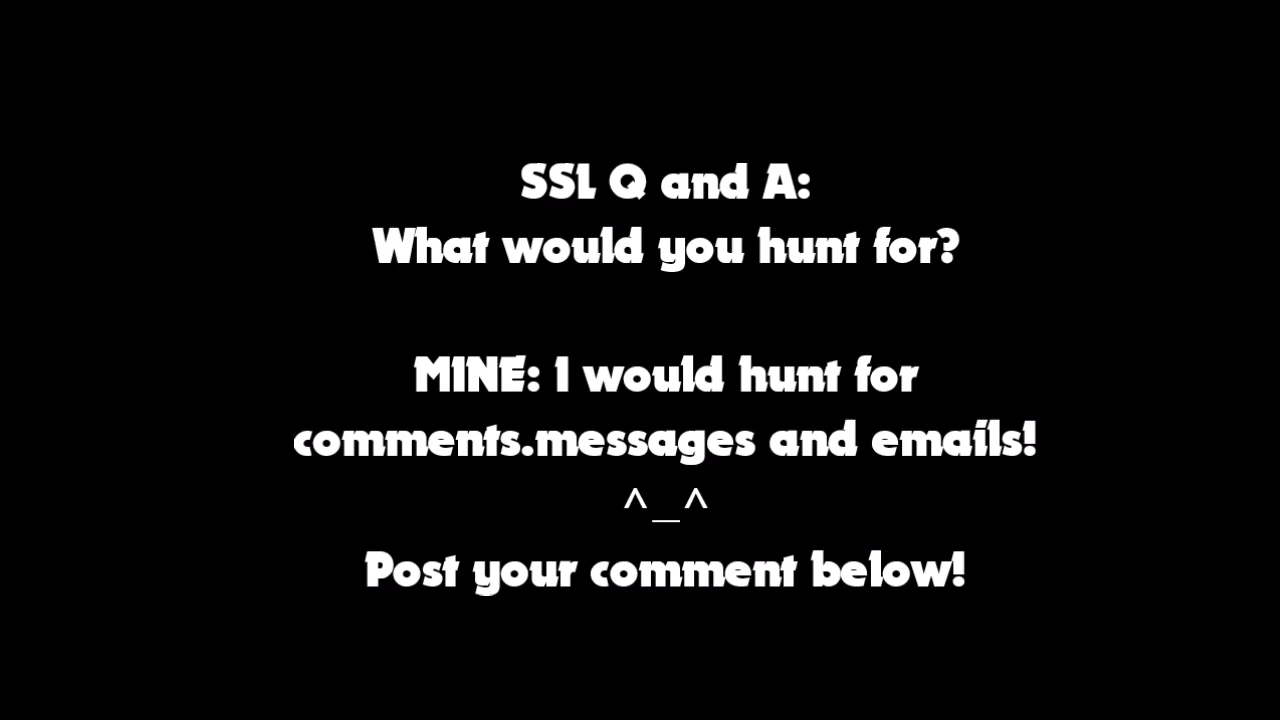 SSL Q and A:
What would you hunt for?
MINE: I would hunt for
comments.messages and emails!
^_^
Post your comment below!